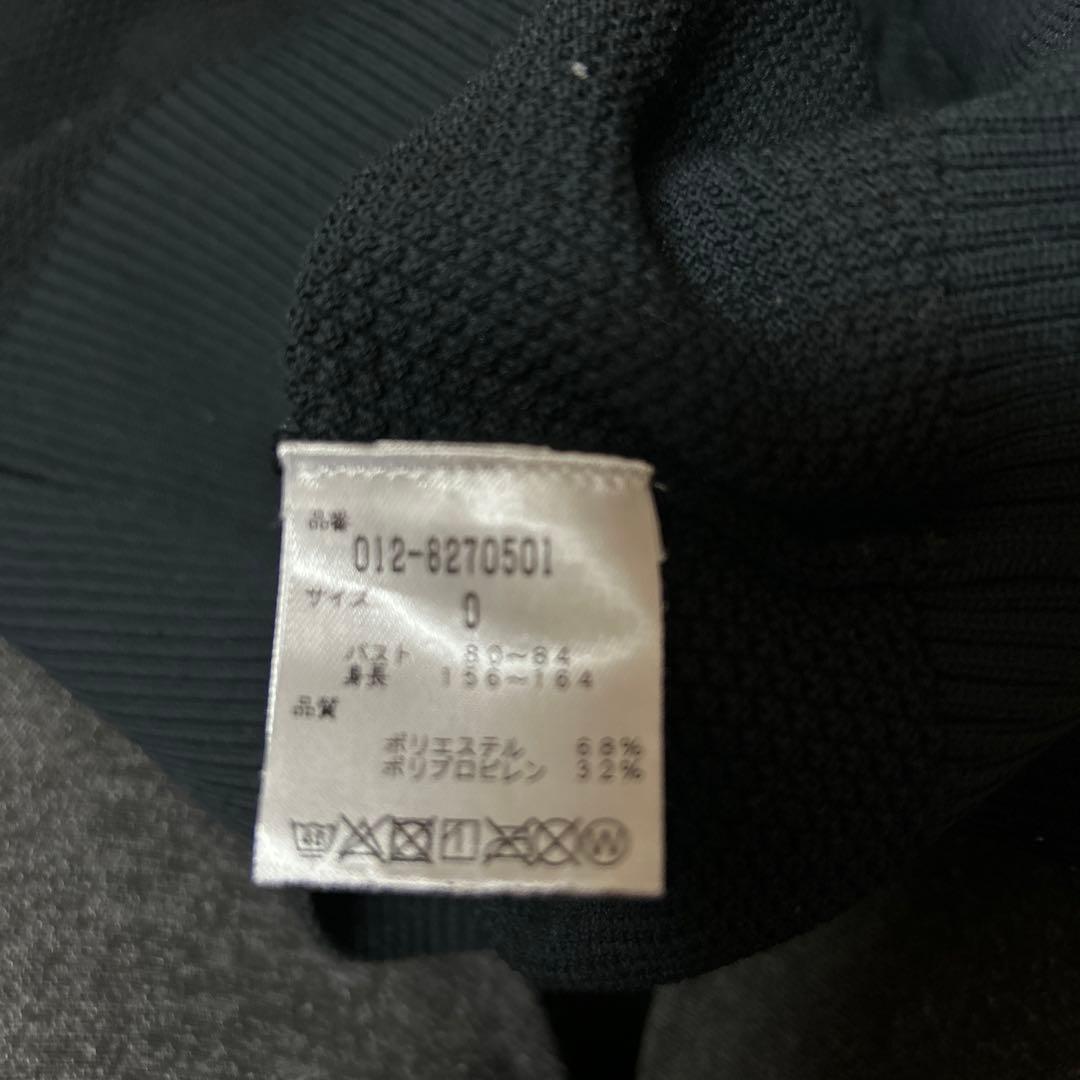 品番
012-8270501
サイズ 0
バスト 80~84
身長 156~164
品質
ポリエステル 68%
ポリプロピレン 32%
W